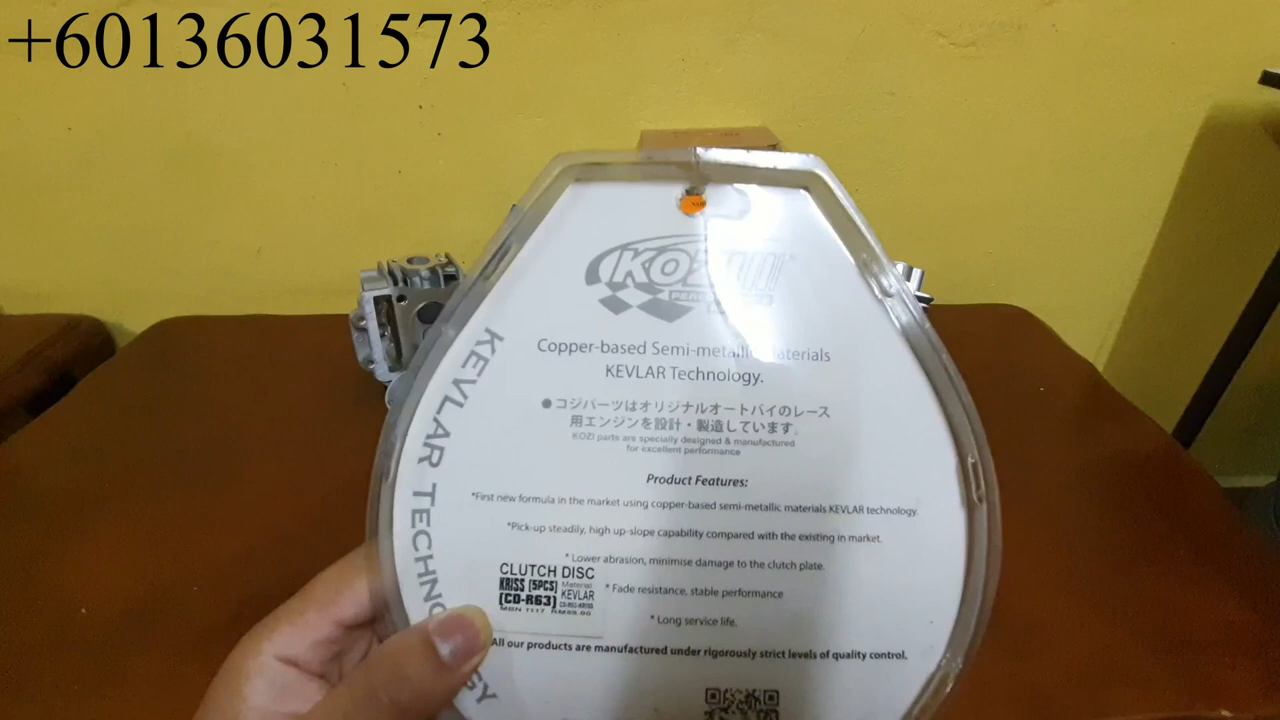 +60136031573
KOZI
Copper-based Semi-metallic Materials
KEVLAR Technology.
●コジパーツはオリジナルオートバイのレース
用エンジンを設計・製造しています。
KOZI parts are specially designed & manufactured
for excellent performance
Product Features:
*First new formula in the market using copper-based semi-metallic materials KEVLAR technology.
*Pick-up steadily, high up-slope capability compared with the existing in market.
* Lower abrasion, minimise damage to the clutch plate.
* Fade resistance, stable performance
* Long service life.
All our products are manufactured under rigorously strict levels of quality control.
KEVLAR TECHNO
GY
CLUTCH DISC
KRISS (5PCS) Material
(CD-R63) KEVLAR